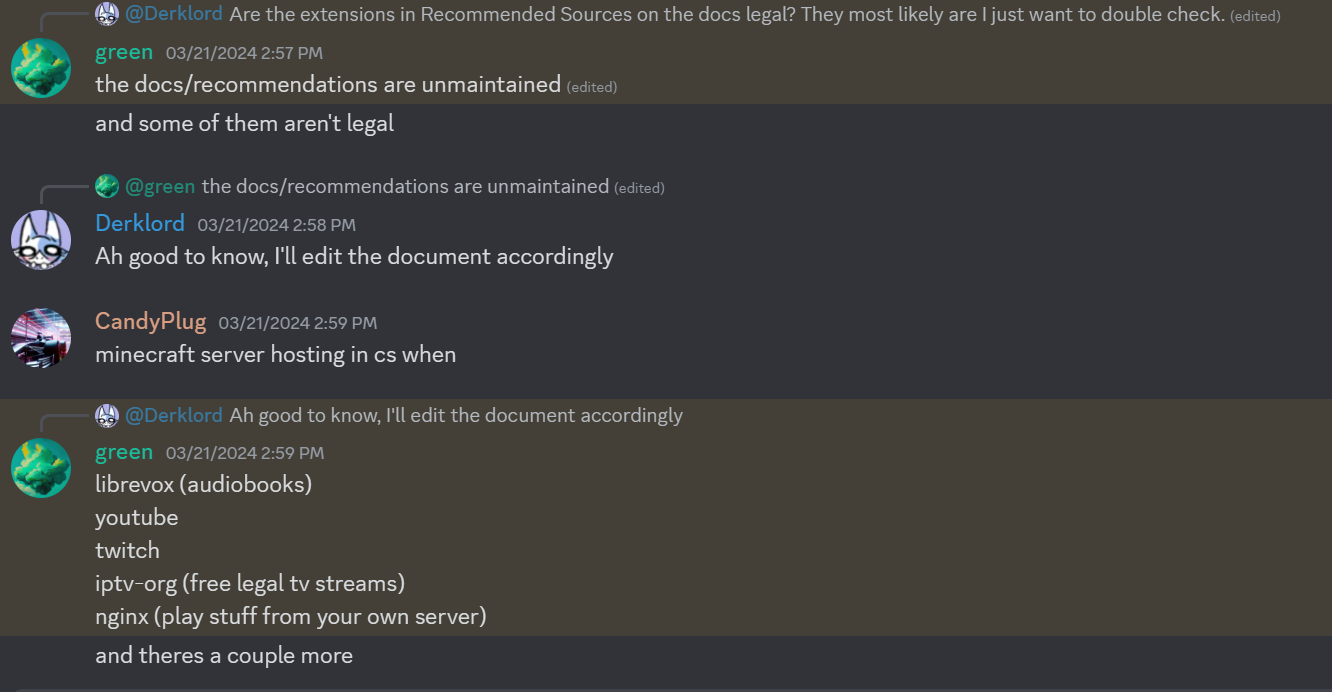 @Derklord Are the extensions in Recommended Sources on the docs legal? They most likely are I just want to double check. (edited)
green 03/21/2024 2:57 PM
the docs/recommendations are unmaintained (edited)
and some of them aren't legal
@green the docs/recommendations are unmaintained (edited)
Derklord 03/21/2024 2:58 PM
Ah good to know, I'll edit the document accordingly
CandyPlug 03/21/2024 2:59 PM
minecraft server hosting in cs when
@Derklord Ah good to know, I'll edit the document accordingly
green 03/21/2024 2:59 PM
librevox (audiobooks)
youtube
twitch
iptv-org (free legal tv streams)
nginx (play stuff from your own server)
and theres a couple more